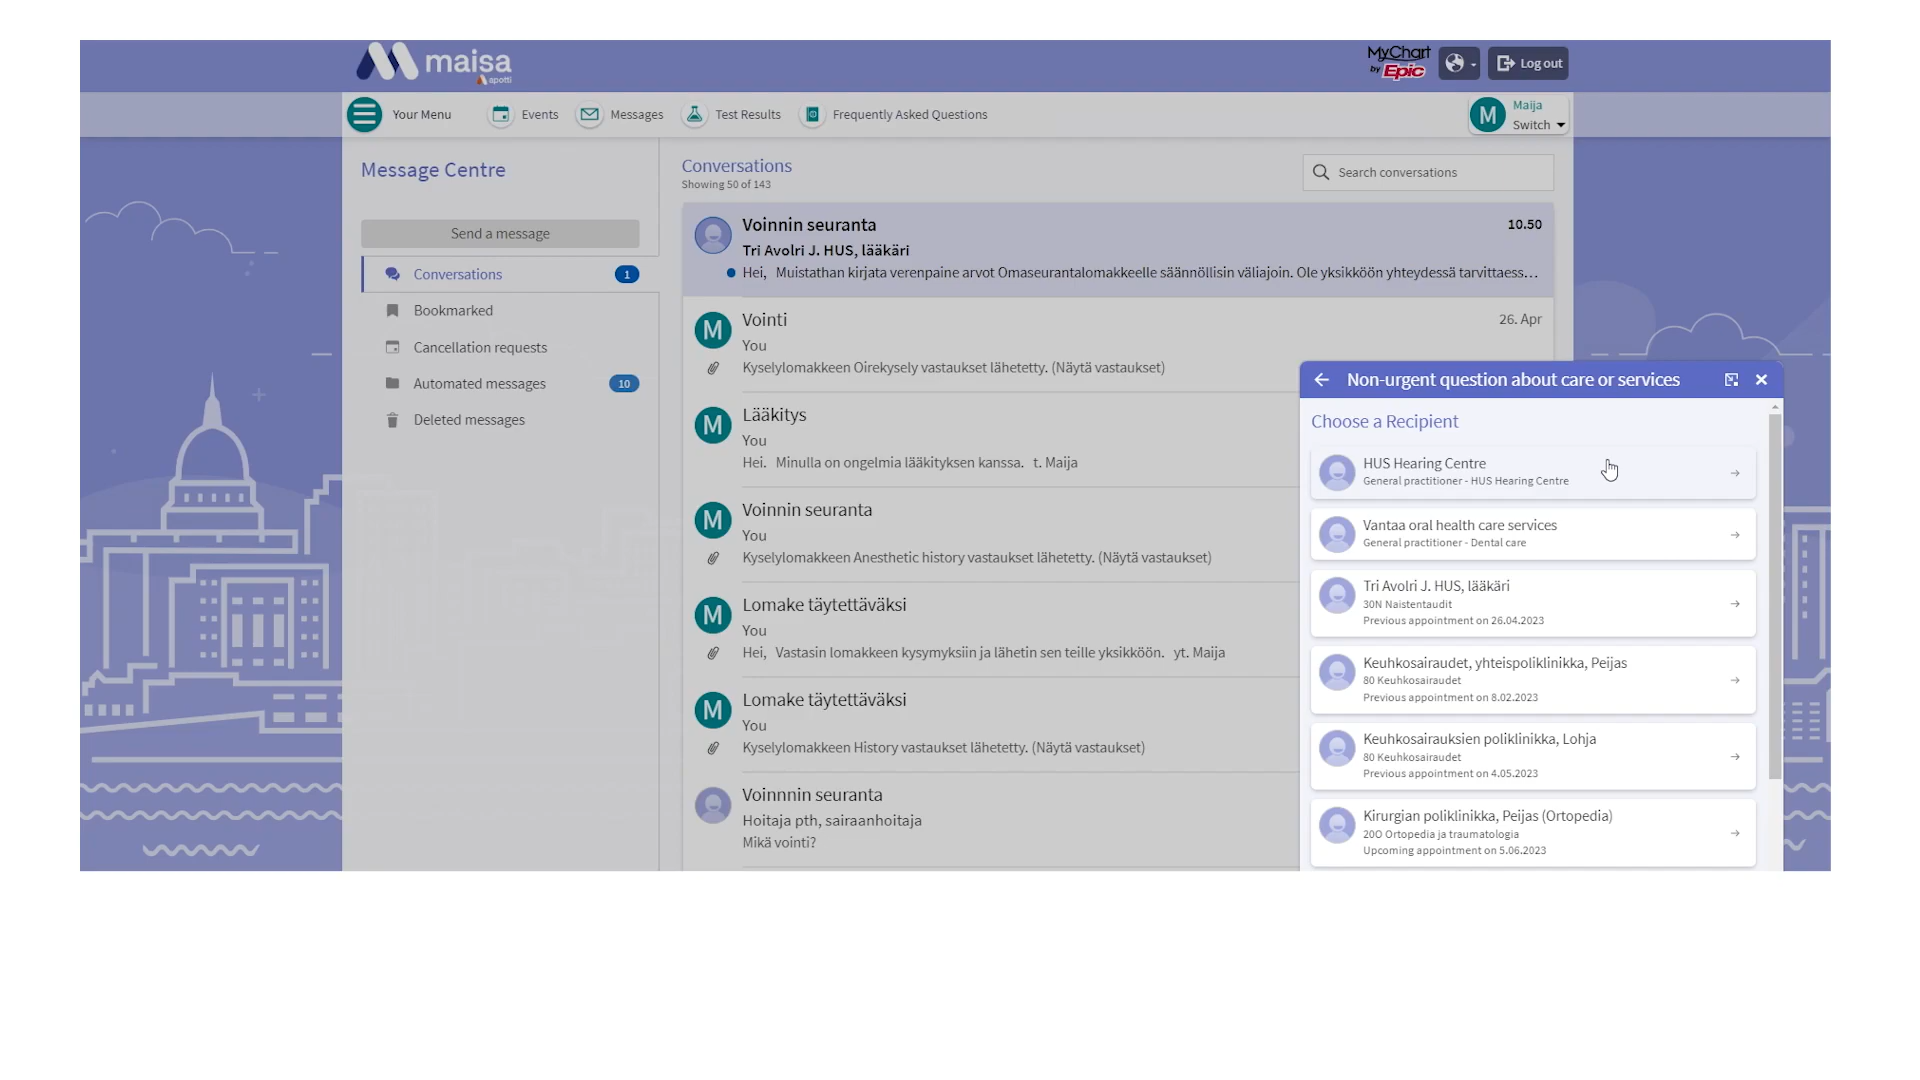 maisa
apotti
MyChart
by Epic
Log out
Your Menu
Events
Messages
Test Results
Frequently Asked Questions
M
Maija
Switch
Message Centre
Send a message
Conversations
1
Bookmarked
Cancellation requests
Automated messages
10
Deleted messages
Conversations
Showing 50 of 143
Search conversations
Voinnin seuranta
10.50
Tri Avolri J. HUS, lääkäri
Hei, Muistathan kirjata verenpaine arvot Omaseurantalomakkeelle säännöllisin väliajoin. Ole yksikköön yhteydessä tarvittaess...
M
Vointi
26. Apr
You
Kyselylomakkeen Oirekysely vastaukset lähetetty. (Näytä vastaukset)
M
Lääkitys
You
Hei. Minulla on ongelmia lääkityksen kanssa. t. Maija
M
Voinnin seuranta
You
Kyselylomakkeen Anesthetic history vastaukset lähetetty. (Näytä vastaukset)
M
Lomake täytettäväksi
You
Hei, Vastasin lomakkeen kysymyksiin ja lähetin sen teille yksikköön. yt. Maija
M
Lomake täytettäväksi
You
Kyselylomakkeen History vastaukset lähetetty. (Näytä vastaukset)
Voinnnin seuranta
Hoitaja pth, sairaanhoitaja
Mikä vointi?
Non-urgent question about care or services
Choose a Recipient
HUS Hearing Centre
General practitioner - HUS Hearing Centre
Vantaa oral health care services
General practitioner - Dental care
Tri Avolri J. HUS, lääkäri
30N Naistentaudit
Previous appointment on 26.04.2023
Keuhkosairaudet, yhteispoliklinikka, Peijas
80 Keuhkosairaudet
Previous appointment on 8.02.2023
Keuhkosairauksien poliklinikka, Lohja
80 Keuhkosairaudet
Previous appointment on 4.05.2023
Kirurgian poliklinikka, Peijas (Ortopedia)
20O Ortopedia ja traumatologia
Upcoming appointment on 5.06.2023